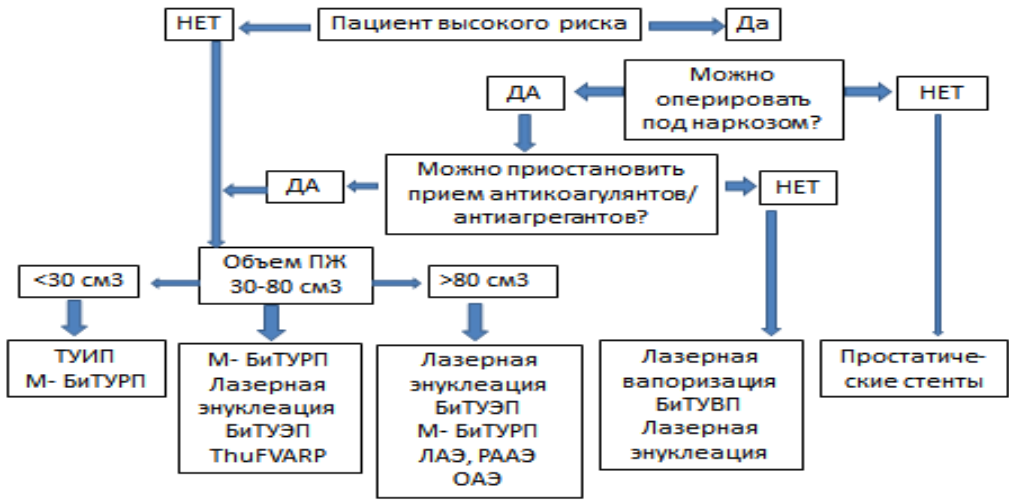 НЕТ
Пациент высокого риска
Да
Можно
оперировать
под наркозом?
ДА
НЕТ
Можно приостановить
прием антикоагулянтов/
антиагрегантов?
ДА
НЕТ
Объем ПЖ
30-80 см3
<30 см3
>80 см3
ТУИП
М- БиТУРП
М- БиТУРП
Лазерная
энуклеация
БиТУЭП
ThuFVARP
Лазерная
энуклеация
БиТУЭП
М- БиТУРП
ЛАЭ, РААЭ
ОАЭ
Лазерная
вапоризация
БиТУВП
Лазерная
энуклеация
Простатиче-
ские стенты